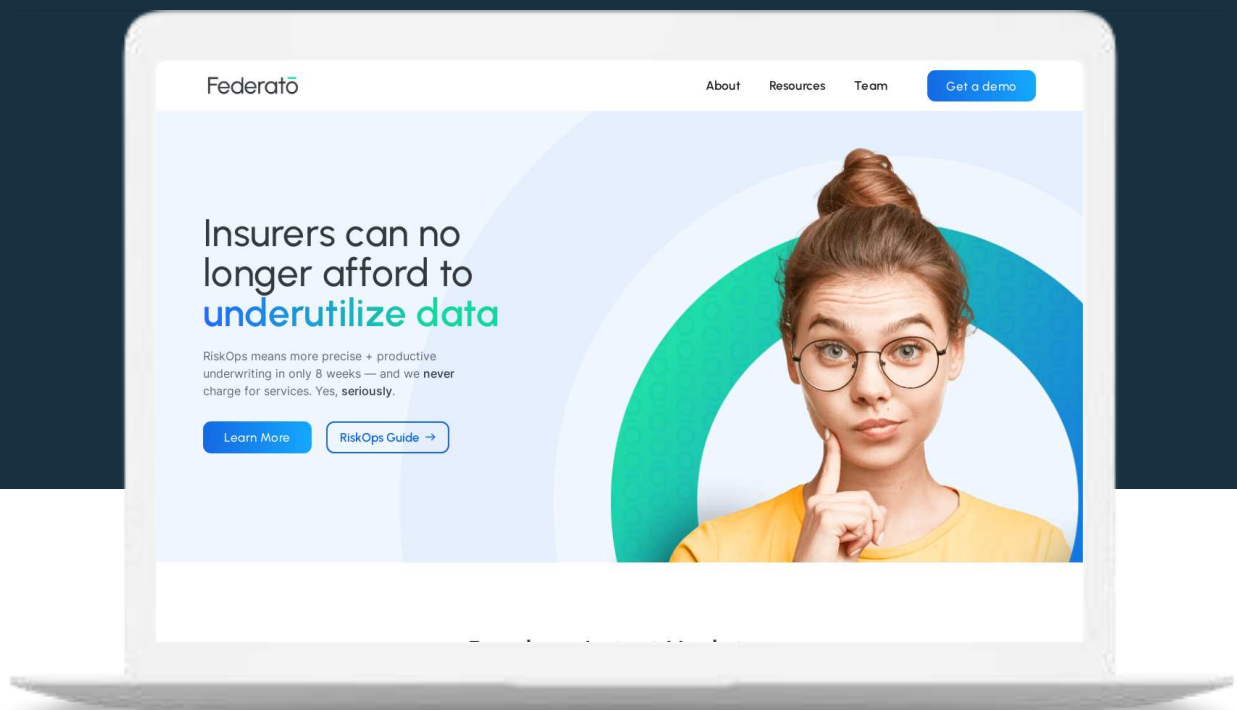 Federato
About
Resources
Team
Get a demo
Insurers can no
longer afford to
underutilize data
RiskOps means more precise + productive
underwriting in only 8 weeks — and we never
charge for services. Yes, seriously.
Learn More
RiskOps Guide →